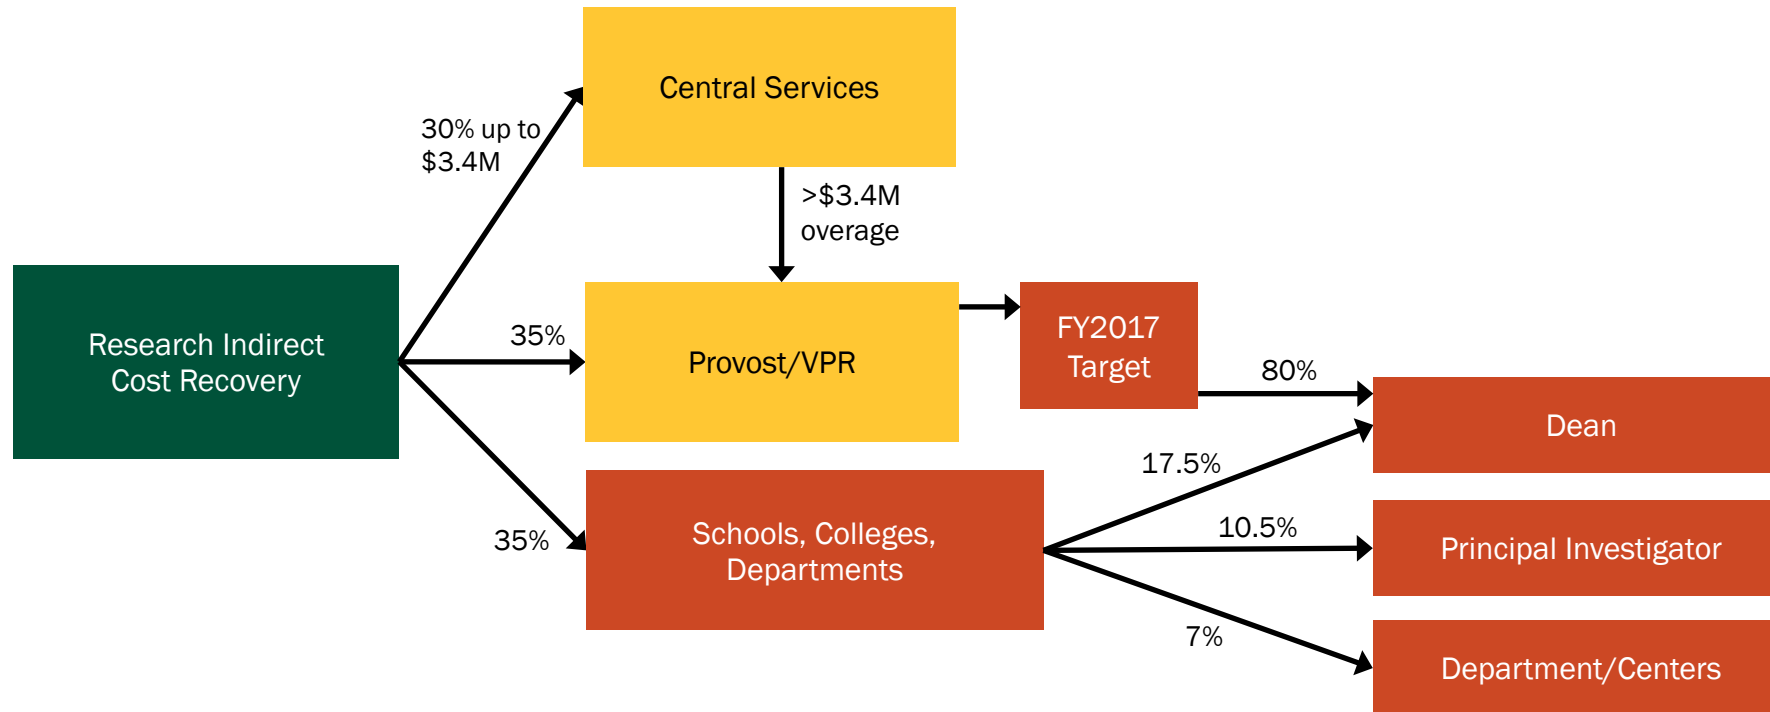 Central Services
30% up to
$3.4M
>$3.4M
overage
Research Indirect
Cost Recovery
35%
Provost/VPR
FY2017
Target
80%
Dean
17.5%
35%
Schools, Colleges,
Departments
10.5%
Principal Investigator
7%
Department/Centers